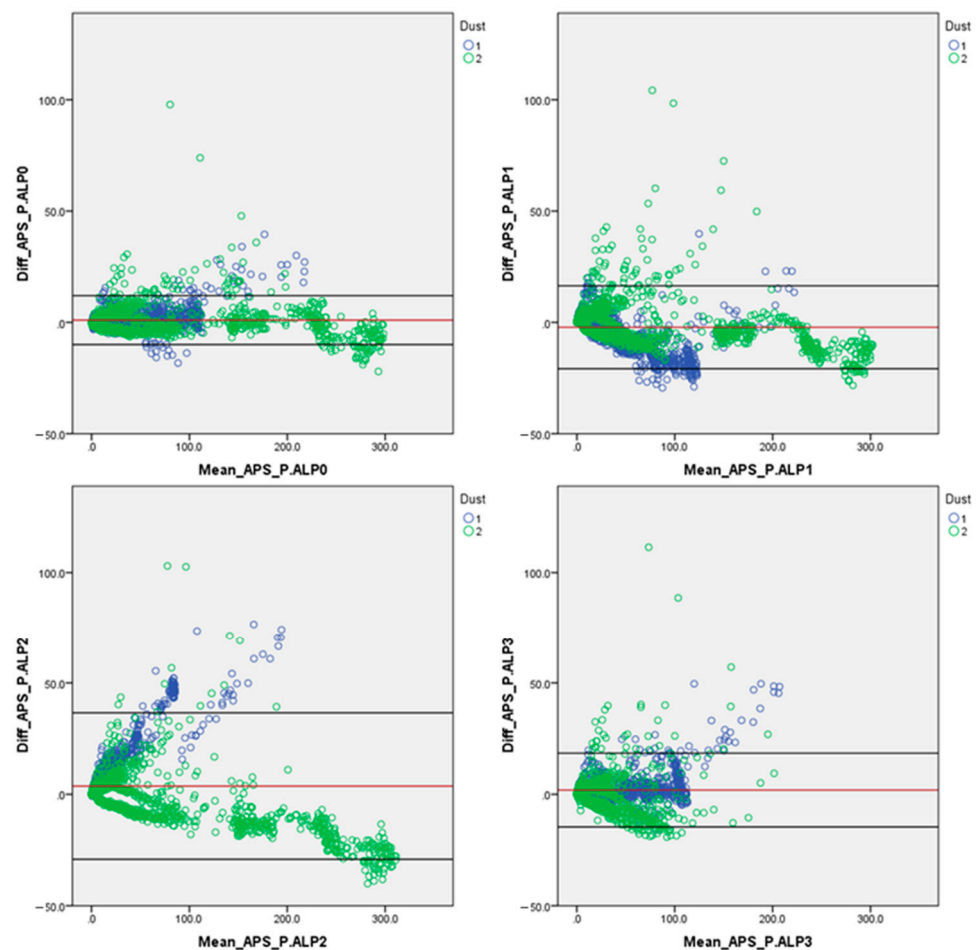 Dust
1
2
100.0
50.0
.0
−50.0
Diff_APS_P.ALP0
.0 100.0 200.0 300.0
Mean_APS_P.ALP0
Dust
1
2
100.0
50.0
.0
−50.0
Diff_APS_P.ALP1
.0 100.0 200.0 300.0
Mean_APS_P.ALP1
Dust
1
2
100.0
50.0
.0
−50.0
Diff_APS_P.ALP2
.0 100.0 200.0 300.0
Mean_APS_P.ALP2
Dust
1
2
100.0
50.0
.0
−50.0
Diff_APS_P.ALP3
.0 100.0 200.0 300.0
Mean_APS_P.ALP3